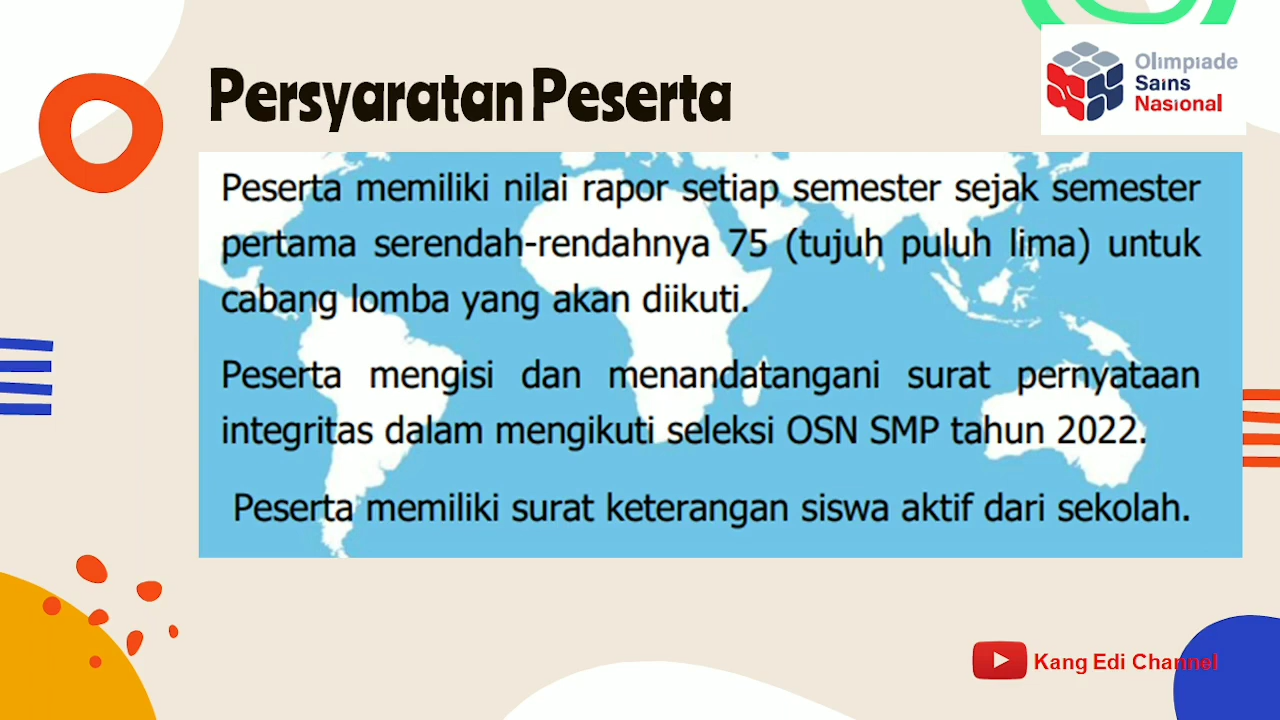 Persyaratan Peserta
Olimpiade
Sains
Nasional
Peserta memiliki nilai rapor setiap semester sejak semester
pertama serendah-rendahnya 75 (tujuh puluh lima) untuk
cabang lomba yang akan diikuti.
Peserta mengisi dan menandatangani surat pernyataan
integritas dalam mengikuti seleksi OSN SMP tahun 2022.
Peserta memiliki surat keterangan siswa aktif dari sekolah.
Kang Edi Channel